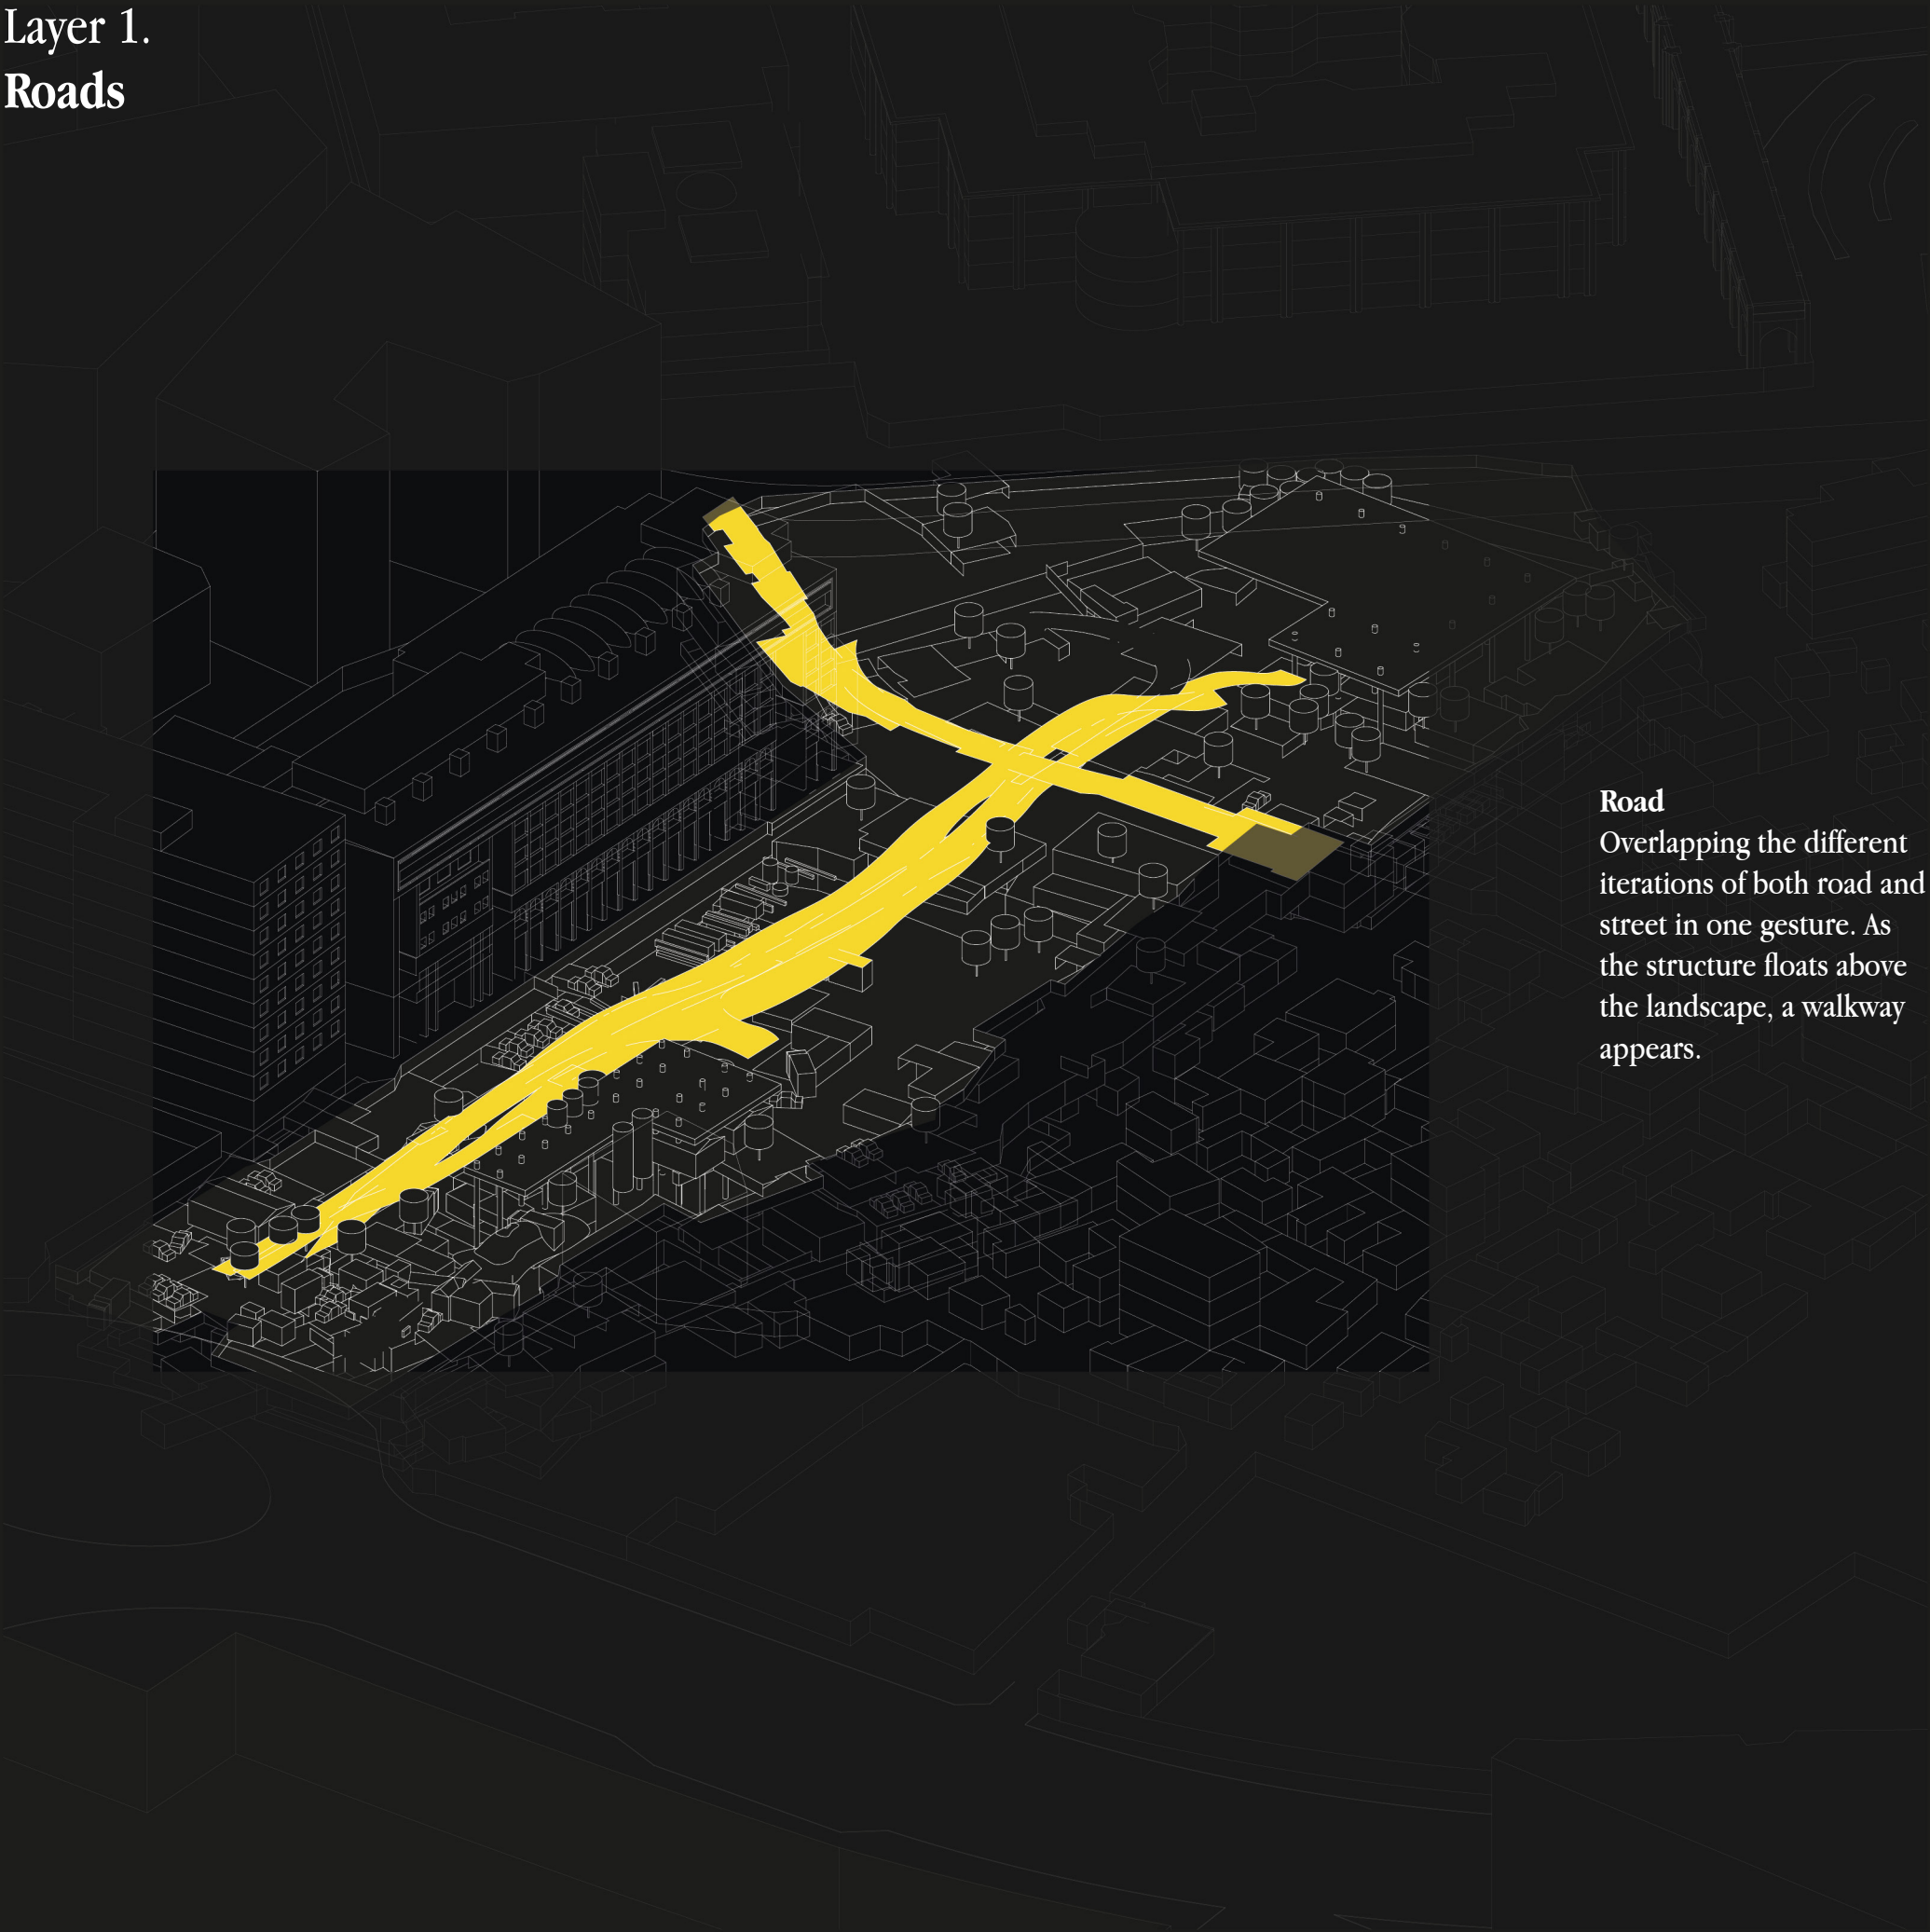 Layer 1.
Roads
Road
Overlapping the different
iterations of both road and
street in one gesture. As
the structure floats above
the landscape, a walkway
appears.